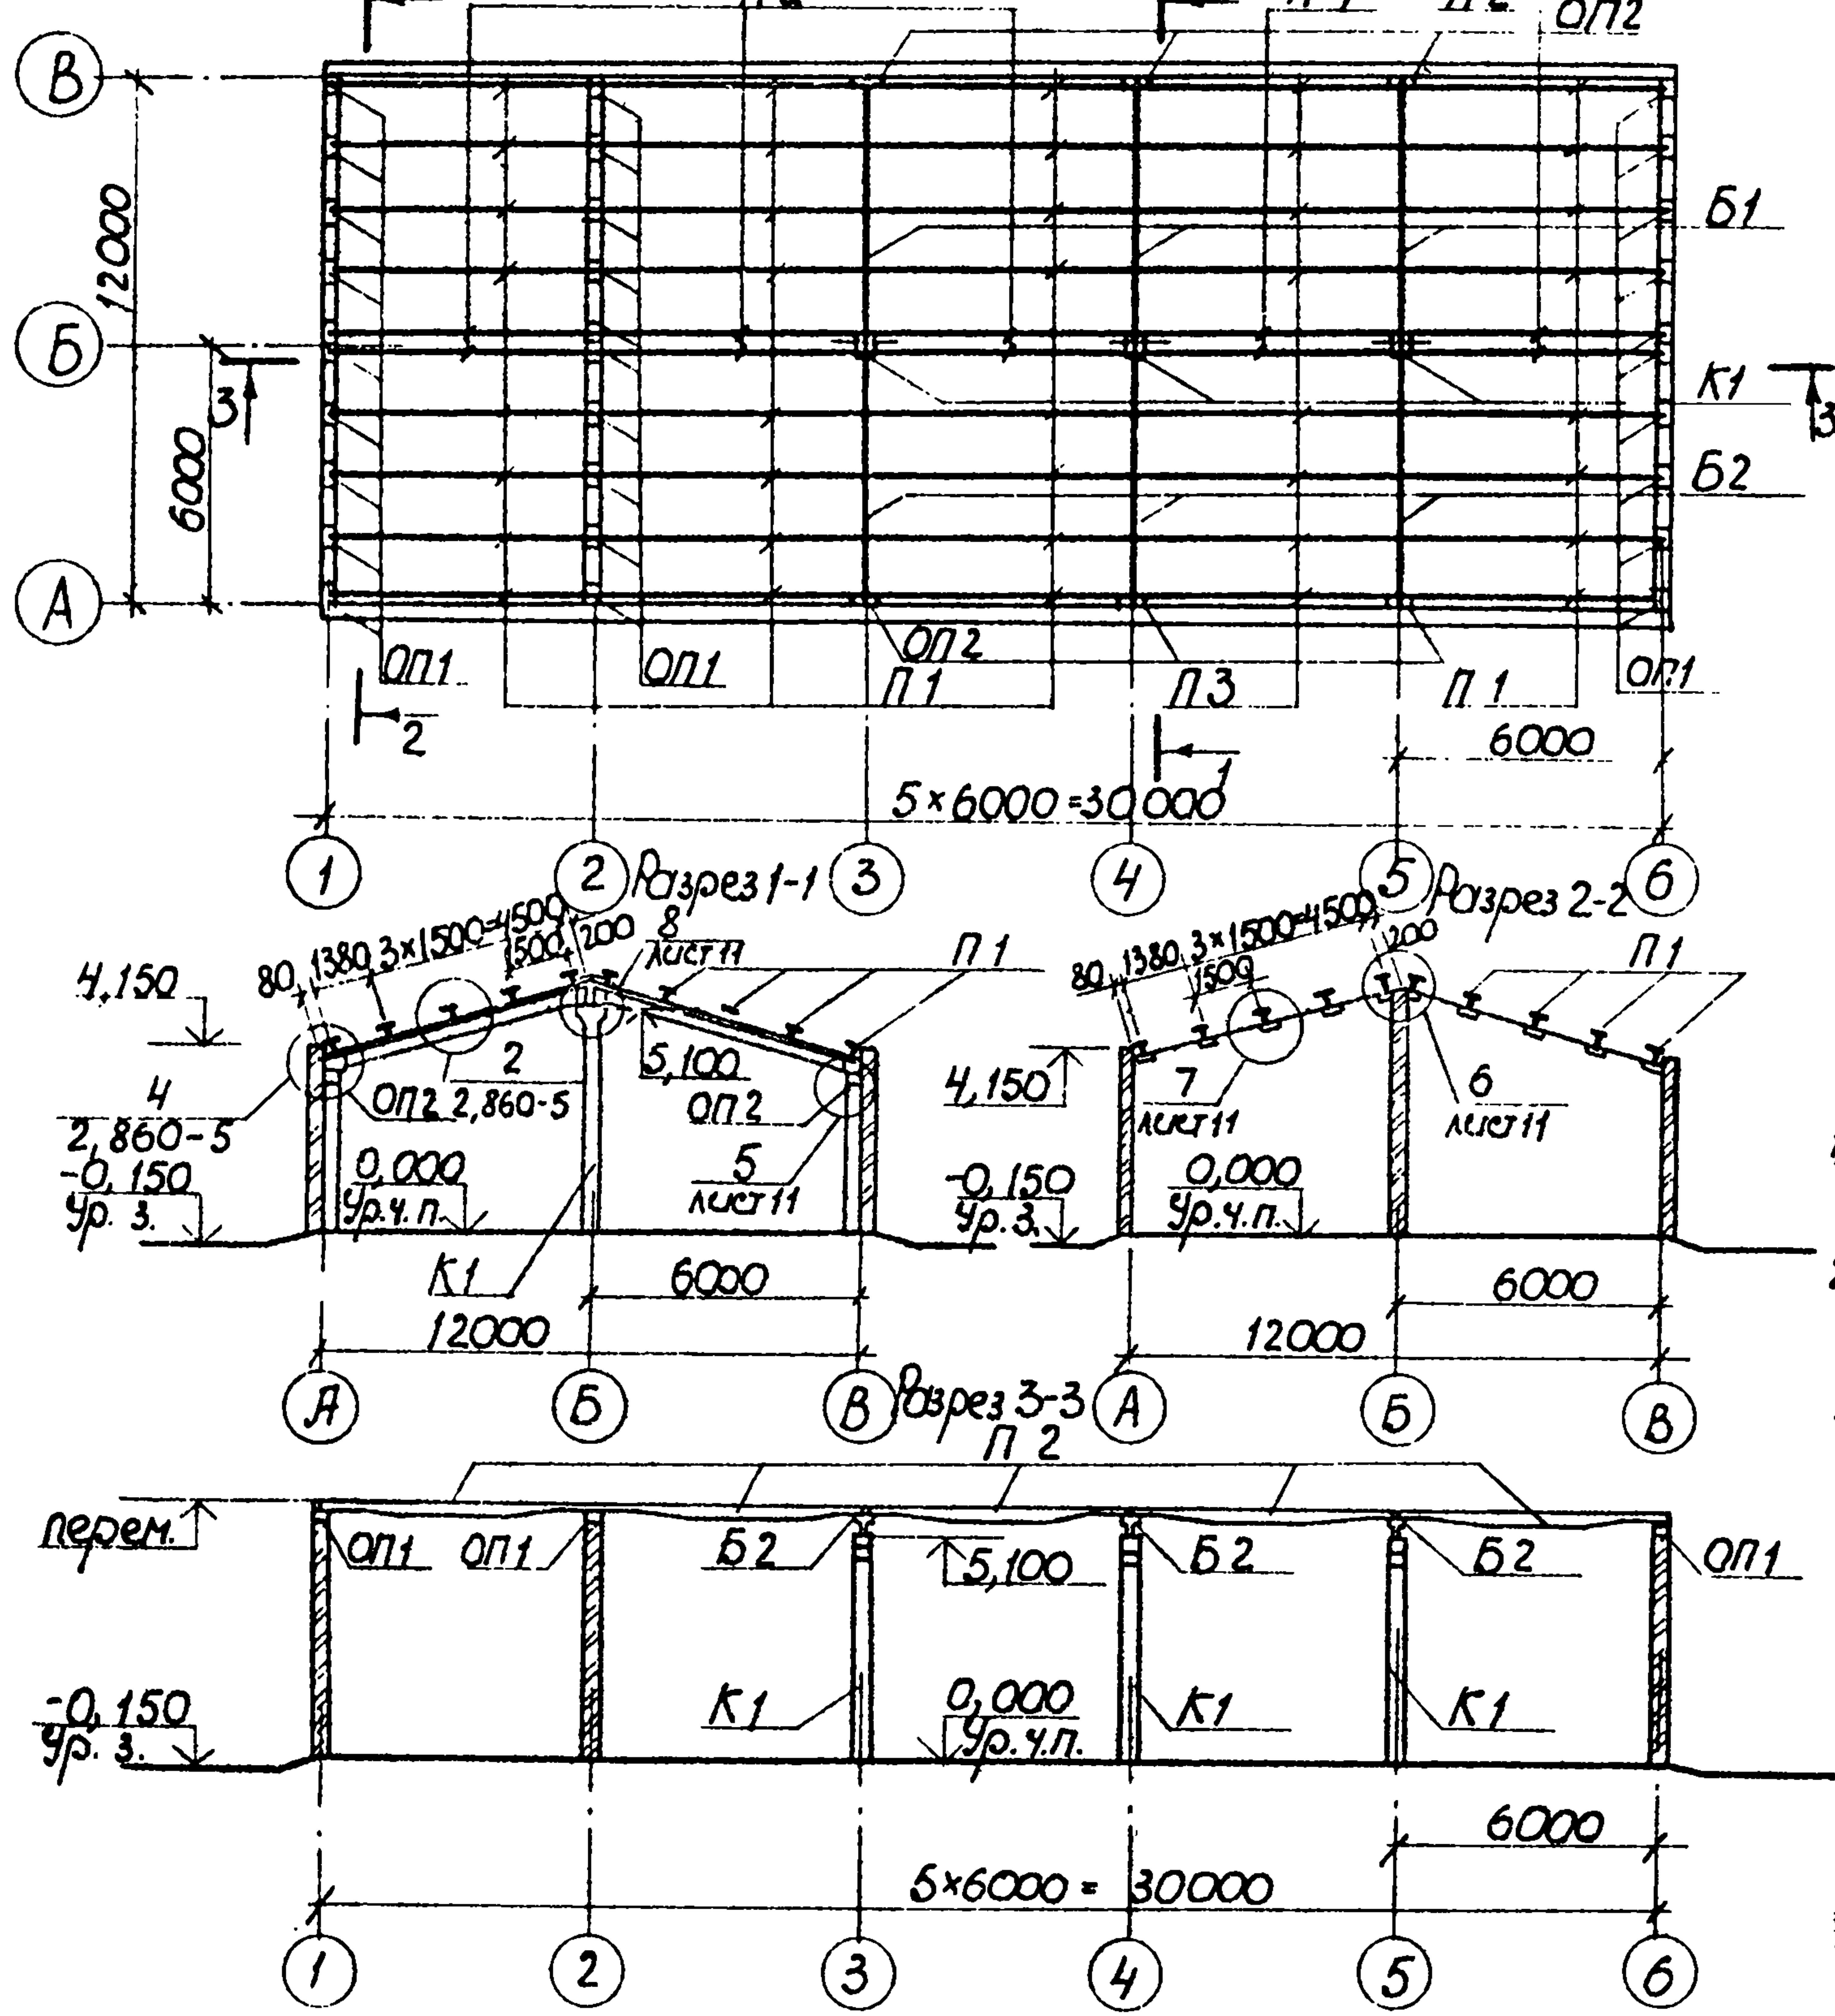 ОП2
В
Б1
12000
Б
К1
3
3
6000
Б2
А
ОП1
ОП1
ОП2
П1
П3
П1
ОП1
2
1
6000
5×6000=30000
1
2
3
4
5
6
Разрез 1-1
Разрез 2-2
80
1380
3×1500=4500
1500
200
8
лист 11
П1
4,150
2
2,860-5
5,100
ОП2
ОП2
4
2,860-5
-0,150
Ур. з.
0,000
Ур.ч.п.
5
лист 11
К1
6000
12000
А
Б
В
80
1380
3×1500=4500
1500
200
П1
4,150
7
лист 11
6
лист 11
-0,150
Ур.з.
0,000
Ур.ч.п.
6000
12000
А
Б
В
Разрез 3-3
П 2
перем.
ОП1
ОП1
Б2
5,100
Б2
Б2
ОП1
-0,150
Ур. з.
К1
0,000
Ур.ч.п.
К1
К1
6000
5×6000= 30000
1
2
3
4
5
6